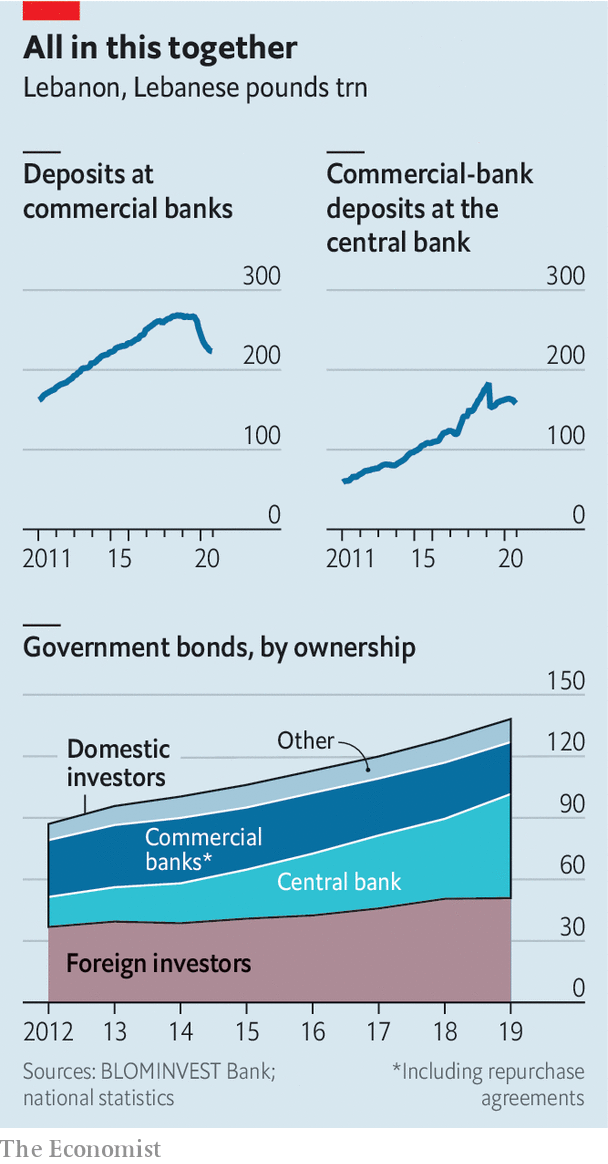 All in this together
Lebanon, Lebanese pounds trn
Deposits at
commercial banks
300
200
100
0
2011
15
20
Commercial-bank
deposits at the
central bank
300
200
100
0
2011
15
20
Government bonds, by ownership
150
120
90
60
30
0
Domestic
investors
Other
Commercial
banks*
Central bank
Foreign investors
2012 13 14 15 16 17 18 19
Sources: BLOMINVEST Bank;
national statistics
*Including repurchase
agreements
The Economist